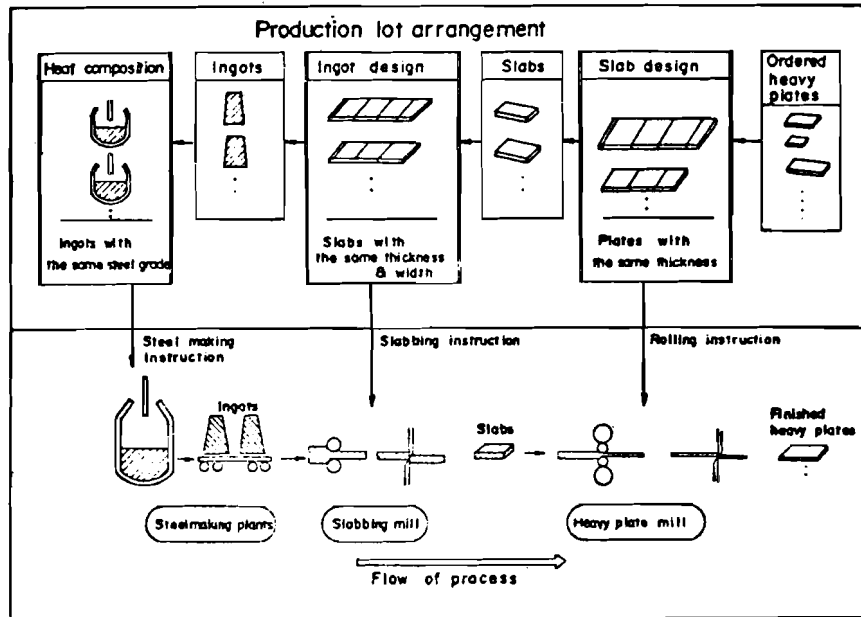 Production lot arrangement
Heat composition
Ingots
Ingot design
Slabs
Slab design
Ordered
heavy plates
Ingots with
the same steel grade
Slabs with
the same thickness
& width
Plates with
the same thickness
Steel making
instruction
Slabbing instruction
Rolling instruction
Ingots
Slabs
Finished
heavy plates
Steelmaking plants
Slabbing mill
Heavy plate mill
Flow of process